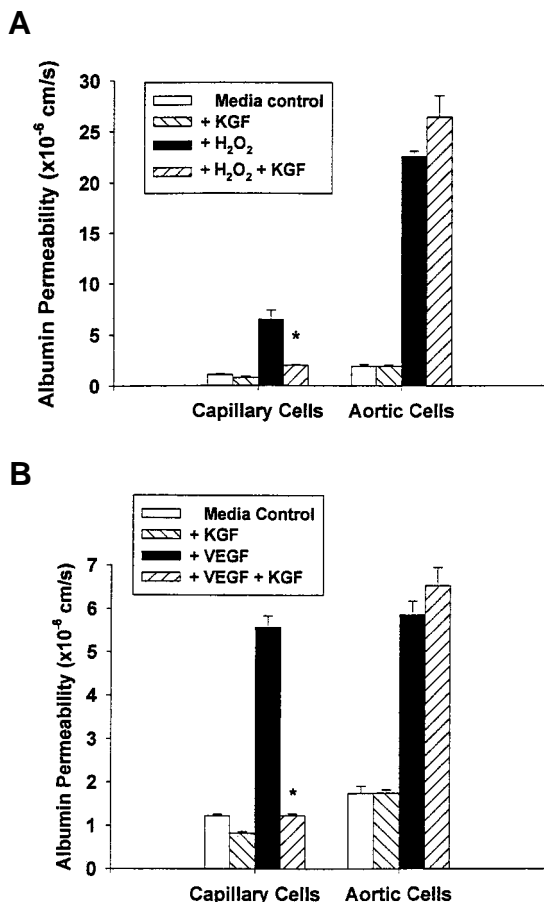 A
Albumin Permeability (x10⁻⁶ cm/s)
30
25
20
15
10
5
0
Media control
+ KGF
+ H₂O₂
+ H₂O₂ + KGF
*
Capillary Cells
Aortic Cells
B
Albumin Permeability (x10⁻⁶ cm/s)
7
6
5
4
3
2
1
0
Media Control
+ KGF
+ VEGF
+ VEGF + KGF
*
Capillary Cells
Aortic Cells